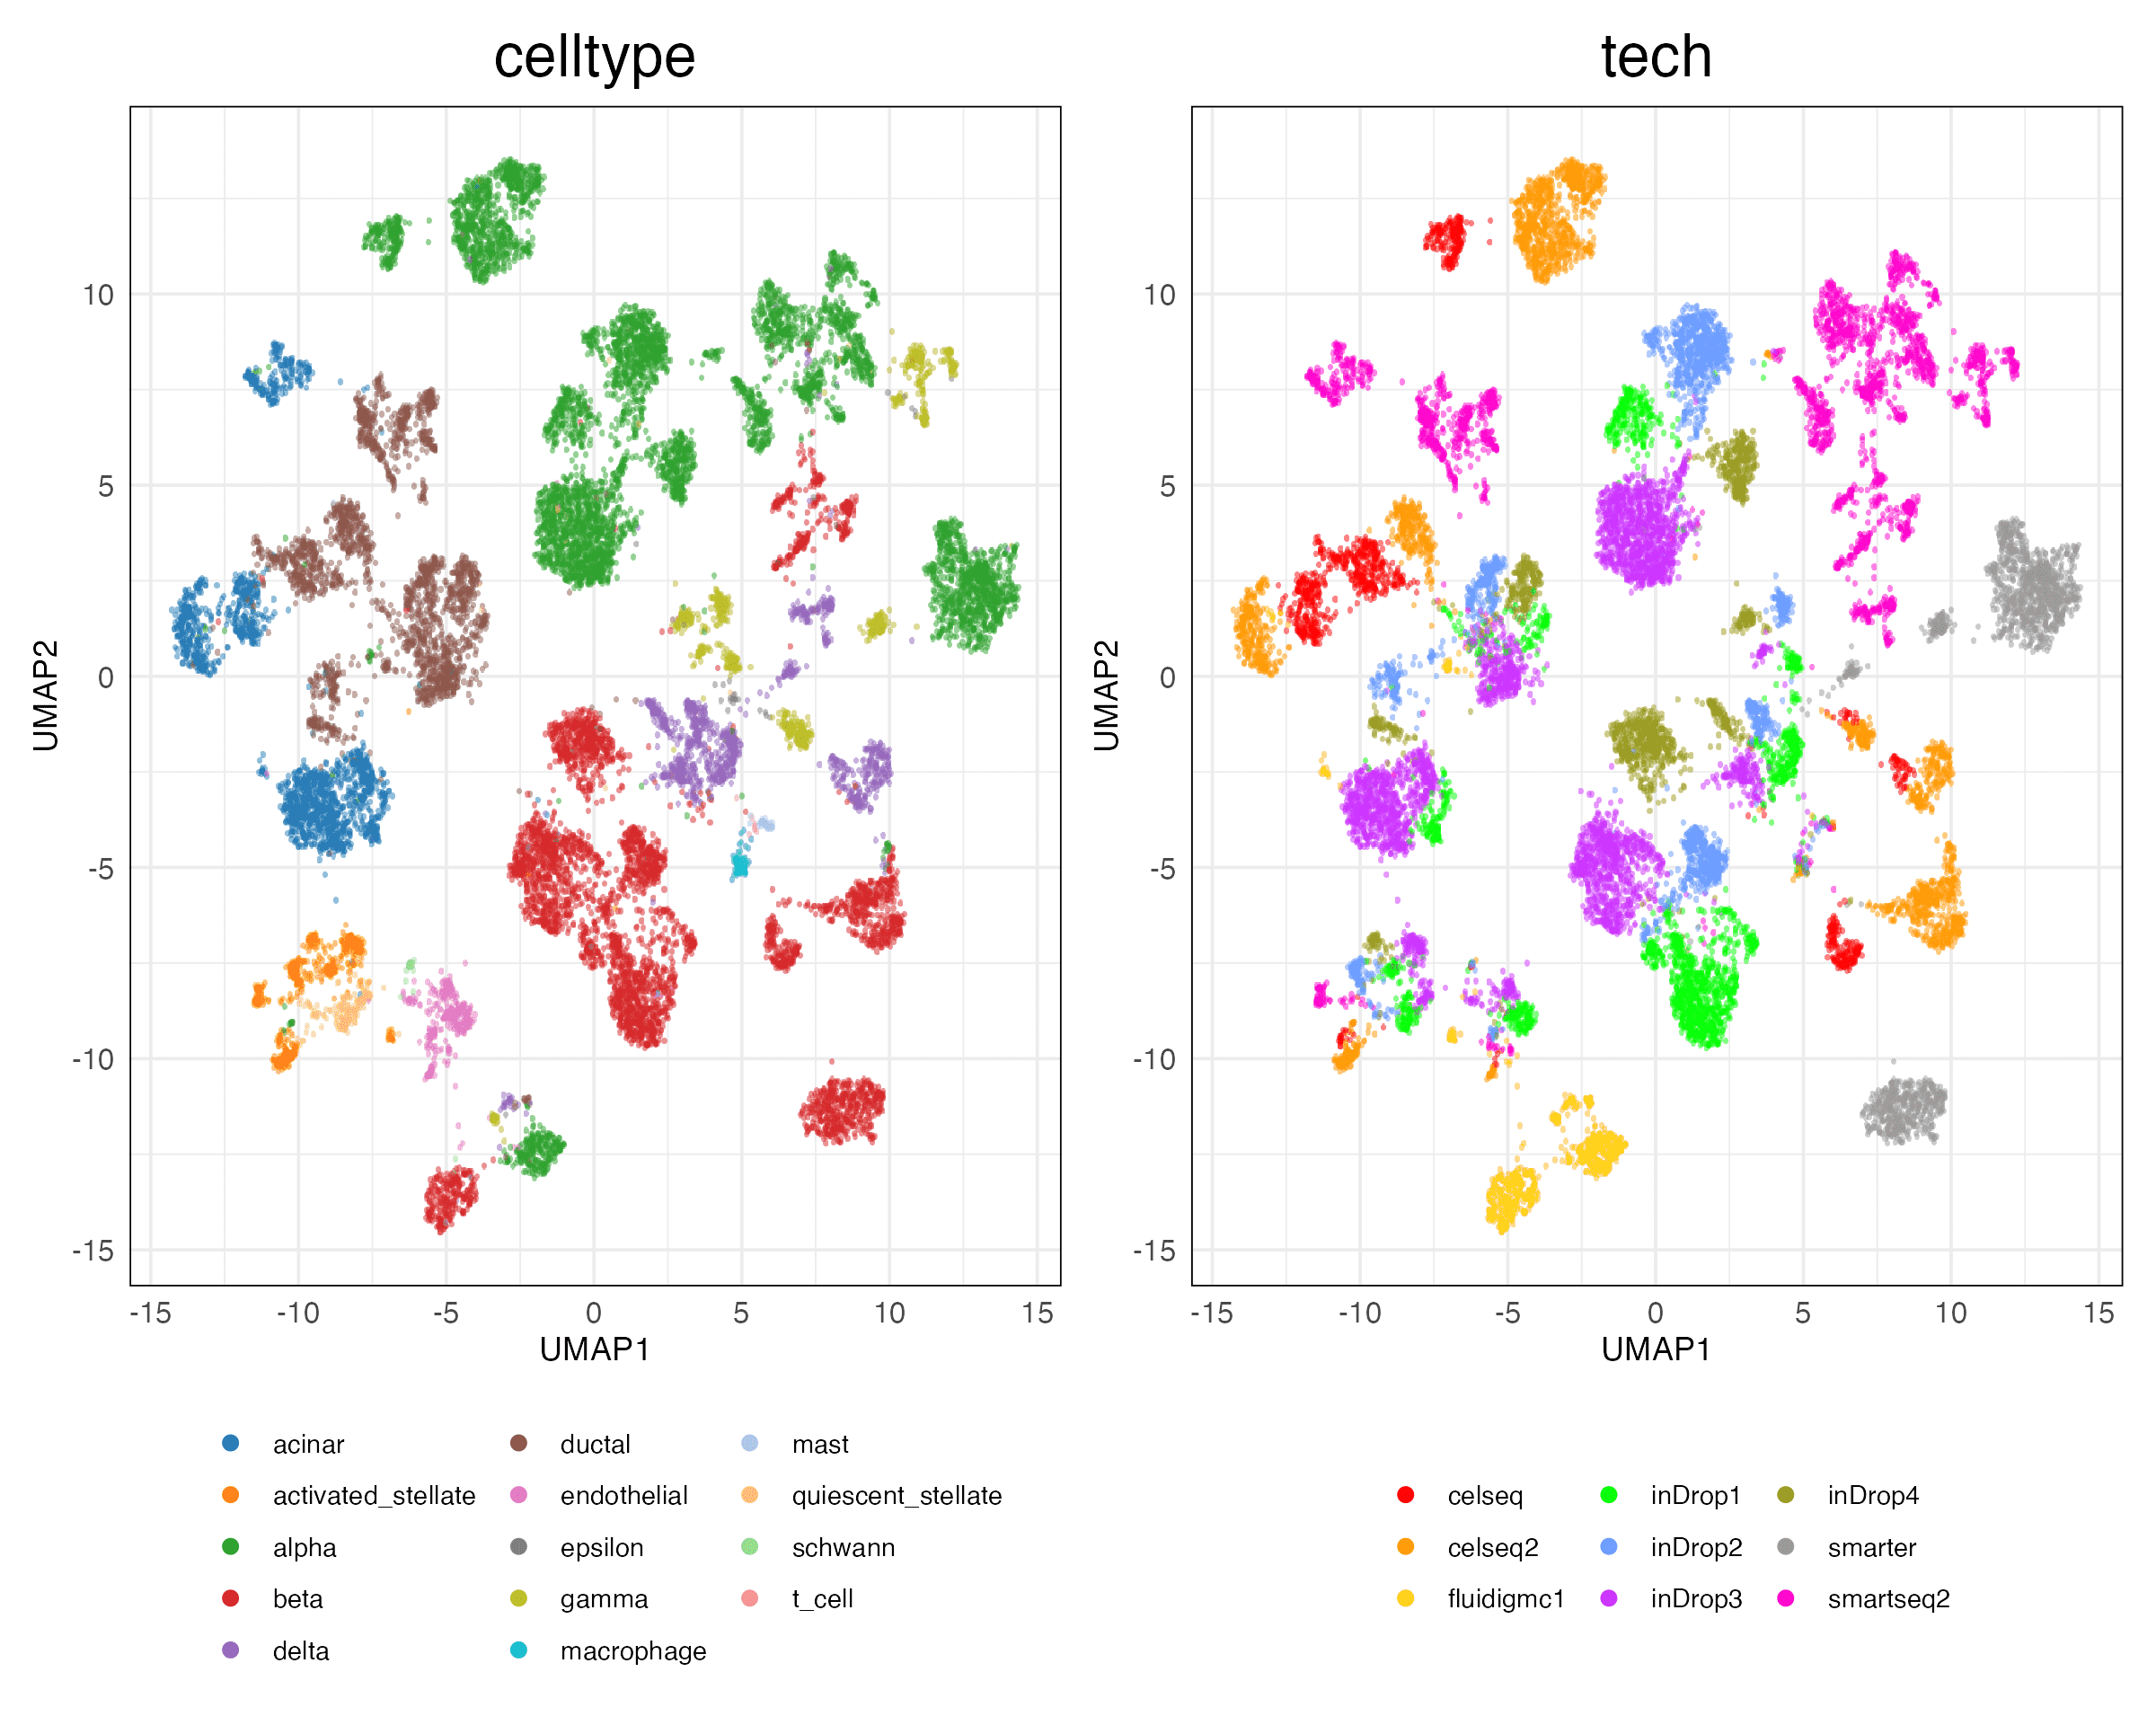 celltype
tech
10
5
0
-5
-10
-15
UMAP2
-15 -10 -5 0 5 10 15
UMAP1
10
5
0
-5
-10
-15
UMAP2
-15 -10 -5 0 5 10 15
UMAP1
acinar
activated_stellate
alpha
beta
delta
ductal
endothelial
epsilon
gamma
macrophage
mast
quiescent_stellate
schwann
t_cell
celseq
celseq2
fluidigmc1
inDrop1
inDrop2
inDrop3
inDrop4
smarter
smartseq2